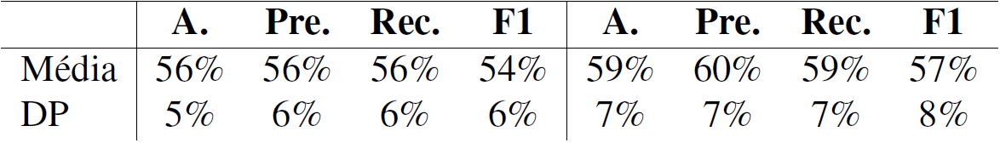 A. Pre. Rec. F1 A. Pre. Rec. F1
Média 56% 56% 56% 54% 59% 60% 59% 57%
DP 5% 6% 6% 6% 7% 7% 7% 8%